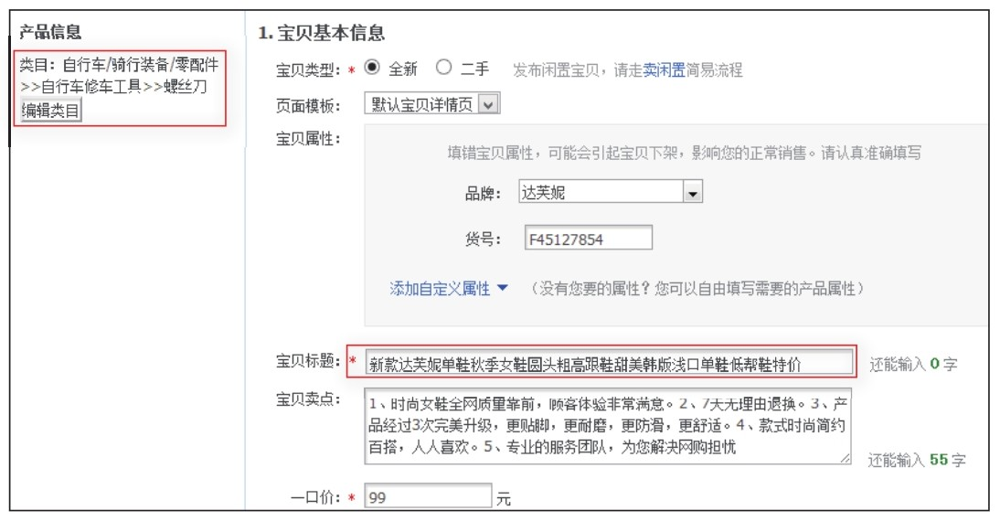 产品信息
类目：自行车/骑行装备/零配件
>>自行车修车工具>>螺丝刀
编辑类目
1. 宝贝基本信息
宝贝类型：* 全新 二手 发布闲置宝贝，请走卖闲置简易流程
页面模板： 默认宝贝详情页
宝贝属性：
填错宝贝属性，可能会引起宝贝下架，影响您的正常销售。请认真准确填写
品牌： 达芙妮
货号： F45127854
添加自定义属性 （没有您要的属性？您可以自由填写需要的产品属性）
宝贝标题：* 新款达芙妮单鞋秋季女鞋圆头粗高跟鞋甜美韩版浅口单鞋低帮鞋特价 还能输入 0 字
宝贝卖点： 1、时尚女鞋全网质量靠前，顾客体验非常满意。2、7天无理由退换。3、产
品经过3次完美升级，更贴脚，更耐磨，更防滑，更舒适。4、款式时尚简约
百搭，人人喜欢。5、专业的服务团队，为您解决网购担忧
还能输入 55 字
一口价：* 99 元